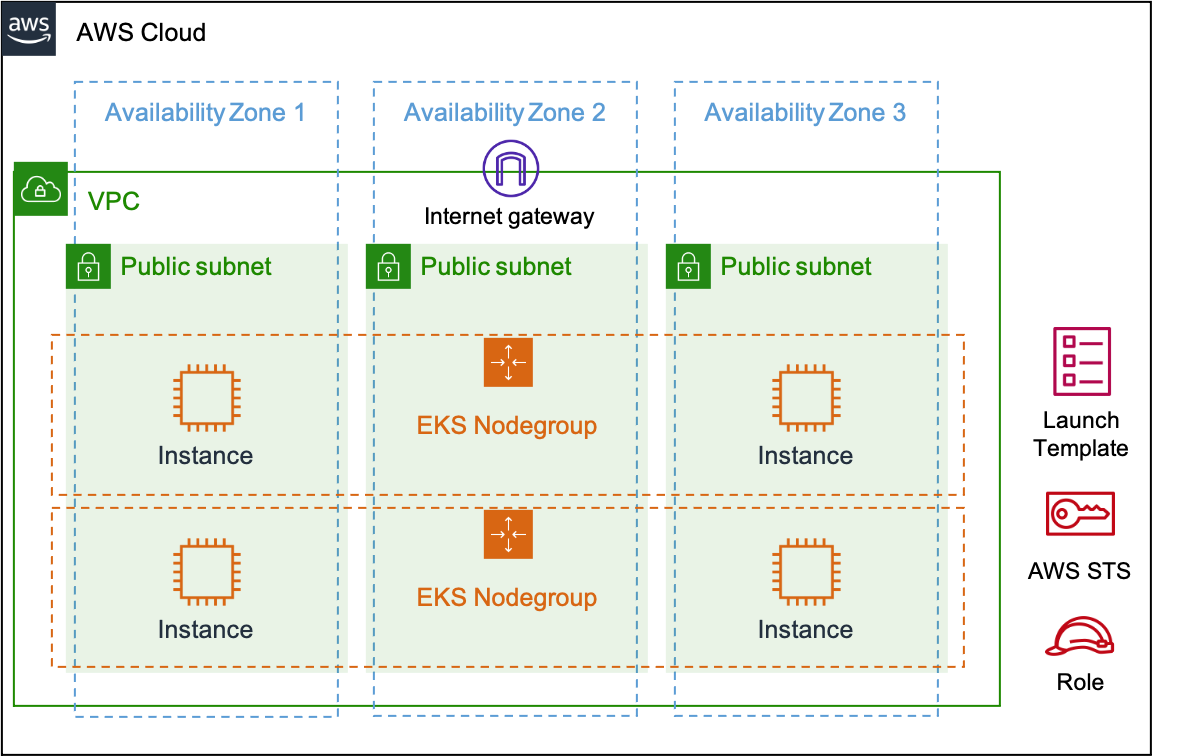 aws
AWS Cloud
Availability Zone 1
Availability Zone 2
Availability Zone 3
VPC
Internet gateway
Public subnet
Public subnet
Public subnet
Instance
EKS Nodegroup
Instance
Launch
Template
AWS STS
Instance
EKS Nodegroup
Instance
Role